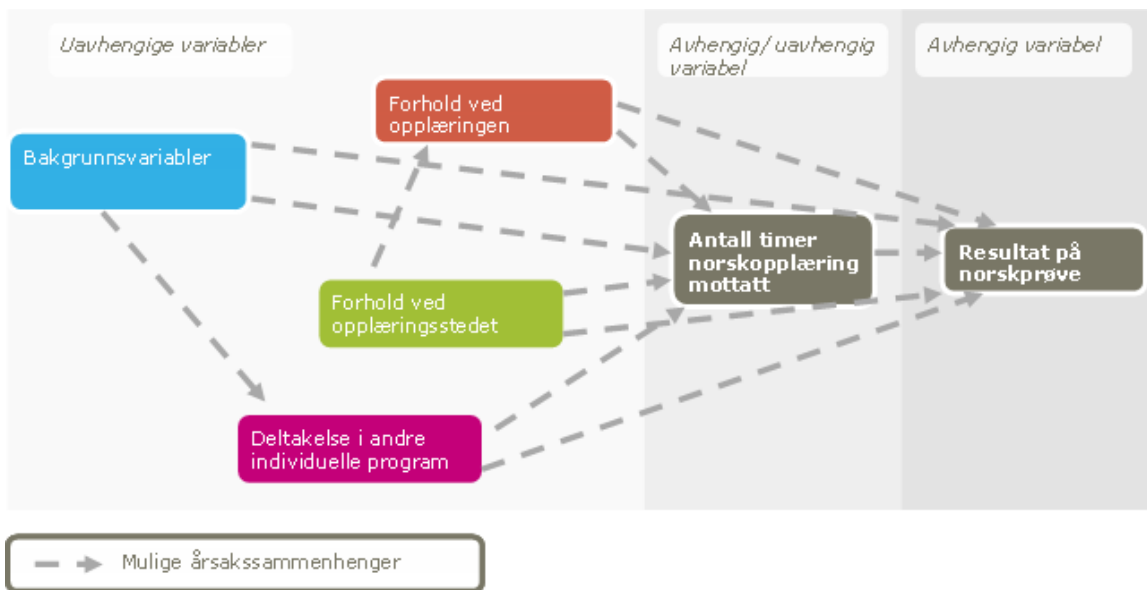 Uavhengige variabler
Avhengig/uavhengig
variabel
Avhengig variabel
Forhold ved
opplæringen
Bakgrunnsvariabler
Antall timer
norskopplæring
mottatt
Resultat på
norskprøve
Forhold ved
opplæringsstedet
Deltakelse i andre
individuelle program
Mulige årsakssammenhenger